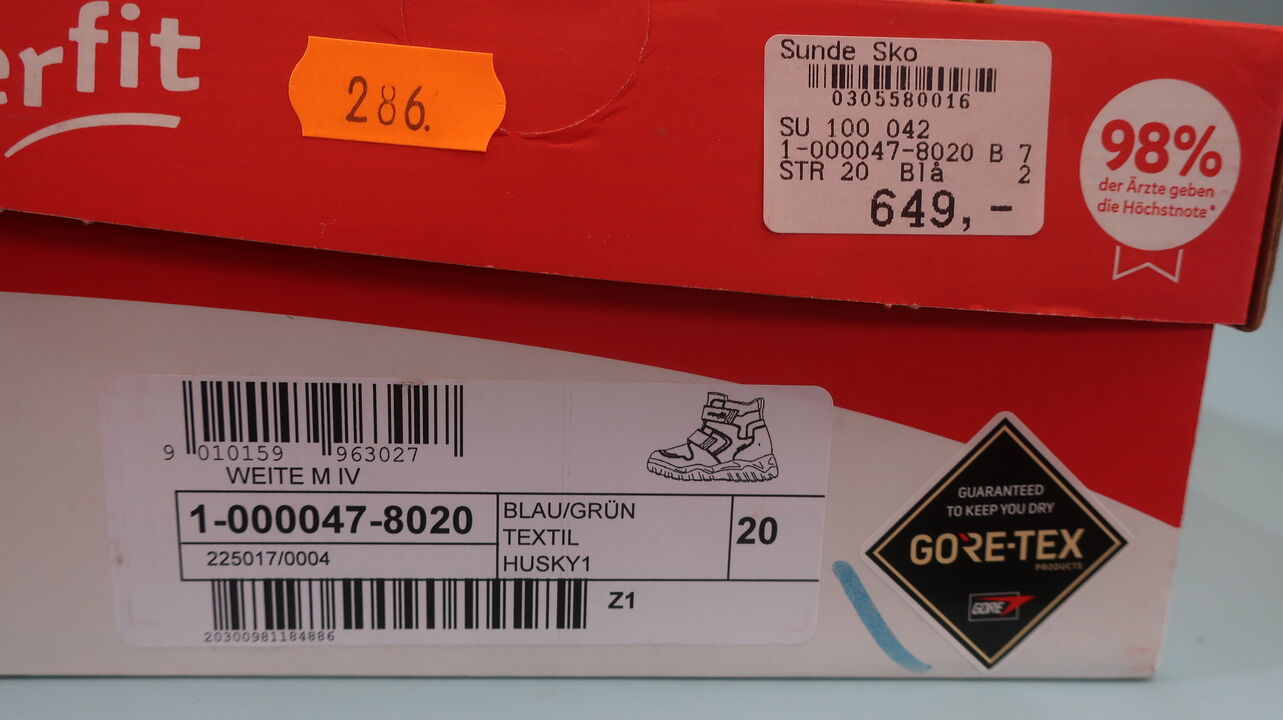 erfit
286.
Sunde Sko
0305580016
SU 100 042
1-000047-8020 B 7
STR 20 Blå 2
649,-
98%
der Ärzte geben
die Höchstnote*
9 010159 963027
WEITE M IV
1-000047-8020
225017/0004
BLAU/GRÜN
TEXTIL
HUSKY1
20
20300981184886
Z1
GUARANTEED
TO KEEP YOU DRY
GORE-TEX
PRODUCTS
GORE